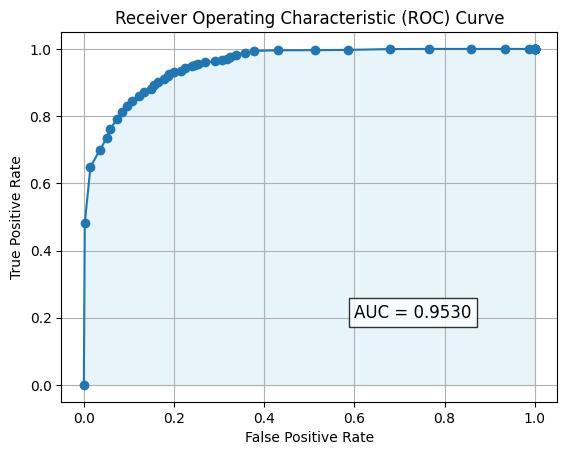 Receiver Operating Characteristic (ROC) Curve
True Positive Rate
1.0
0.8
0.6
0.4
0.2
0.0
AUC = 0.9530
0.0 0.2 0.4 0.6 0.8 1.0
False Positive Rate